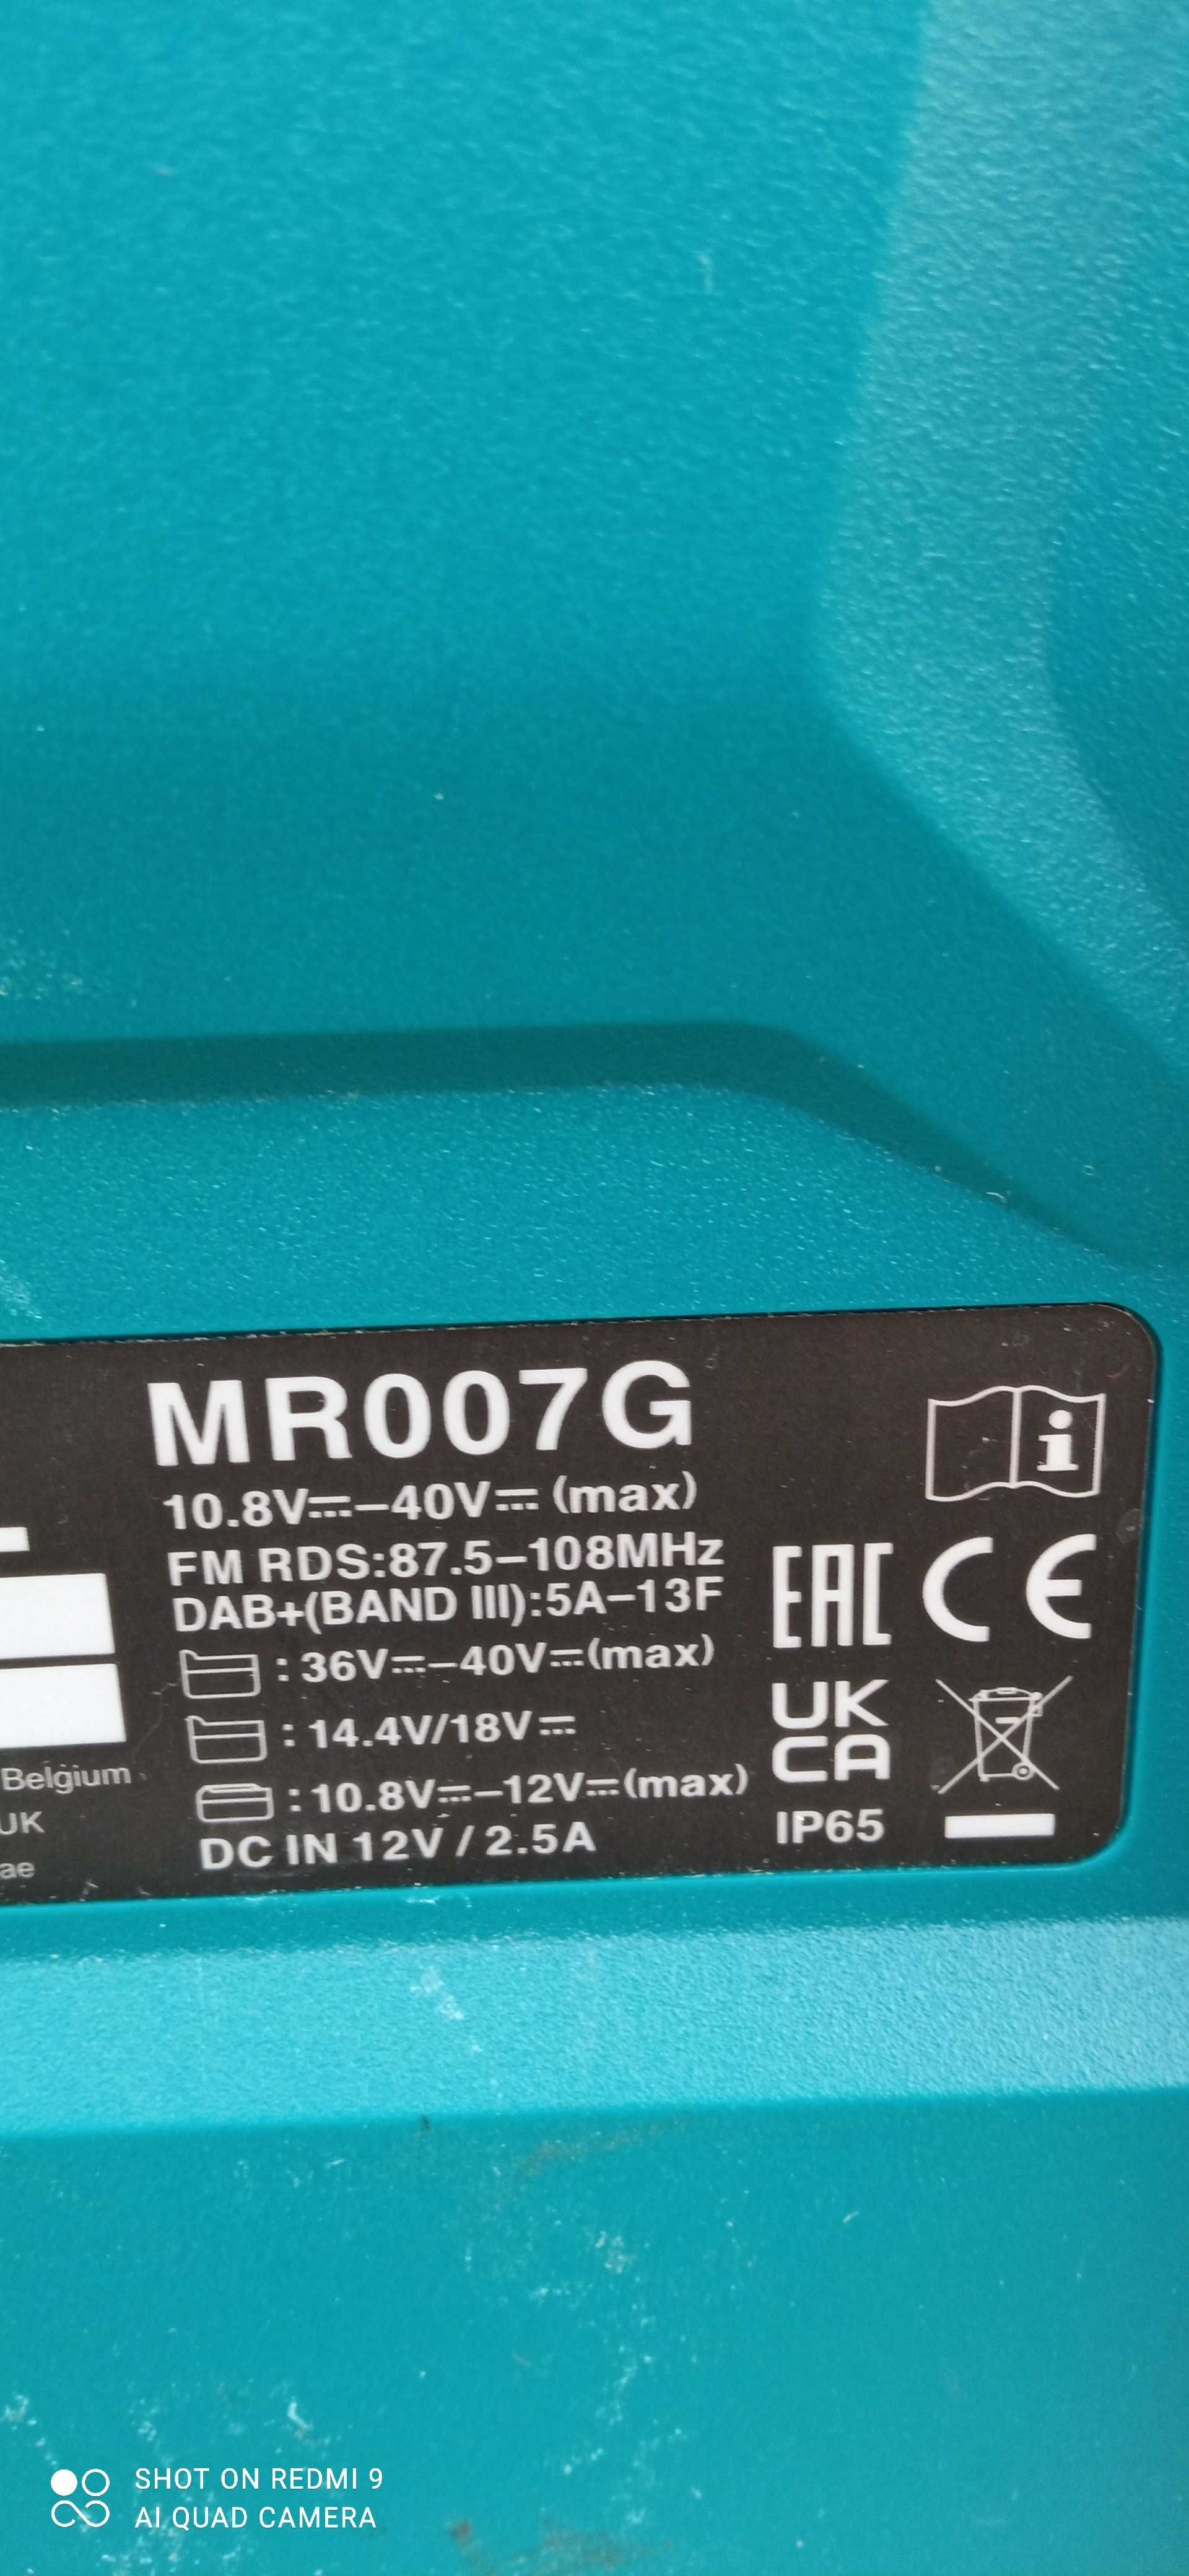 MR007G
10.8V⎓–40V⎓ (max)
FM RDS:87.5–108MHz
DAB+(BAND III):5A–13F
: 36V⎓–40V⎓(max)
: 14.4V/18V⎓
: 10.8V⎓–12V⎓(max)
DC IN 12V / 2.5A
Belgium
UK
ae
i
EAC CE
UK
CA
IP65
SHOT ON REDMI 9
AI QUAD CAMERA